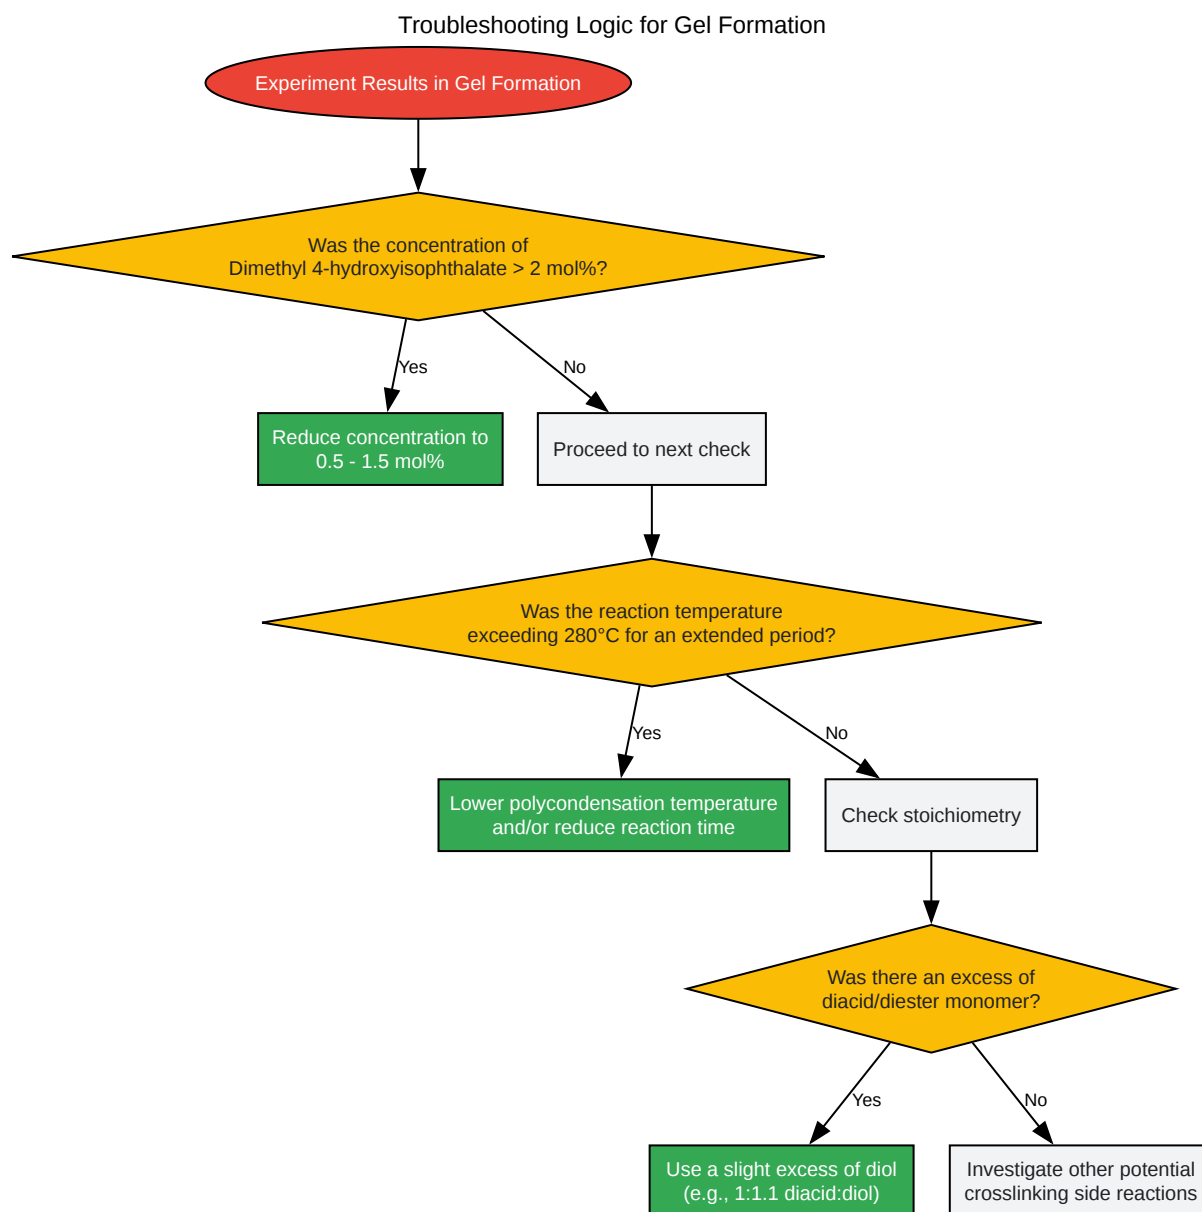 Troubleshooting Logic for Gel Formation
Experiment Results in Gel Formation
Was the concentration of
Dimethyl 4-hydroxyisophthalate > 2 mol%?
Yes
No
Reduce concentration to
0.5 - 1.5 mol%
Proceed to next check
Was the reaction temperature
exceeding 280°C for an extended period?
Yes
No
Lower polycondensation temperature
and/or reduce reaction time
Check stoichiometry
Was there an excess of
diacid/diester monomer?
Yes
No
Use a slight excess of diol
(e.g., 1:1.1 diacid:diol)
Investigate other potential
crosslinking side reactions